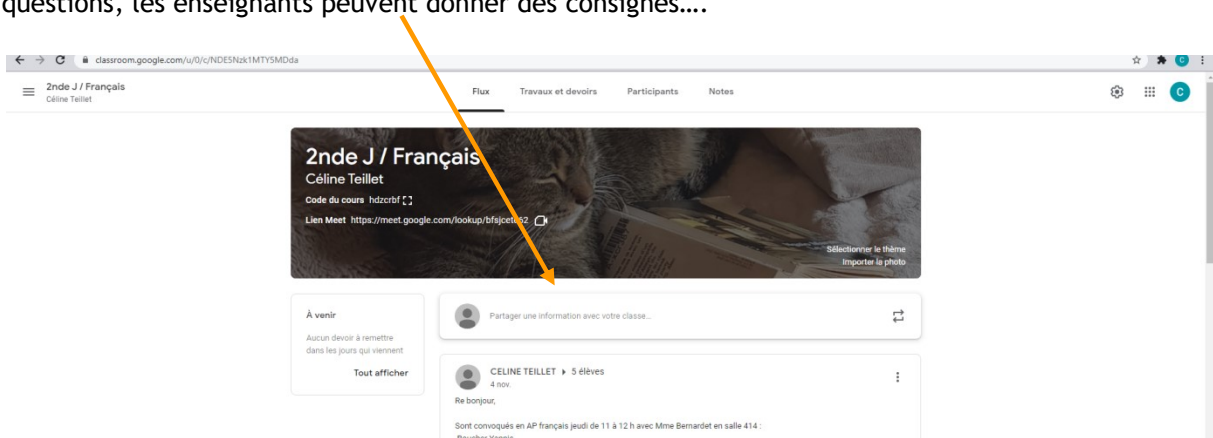 questions, les enseignants peuvent donner des consignes….
classroom.google.com/u/0/c/NDE5Nzk1MTY5MDda
C
2nde J / Français
Céline Teillet
Flux Travaux et devoirs Participants Notes
C
2nde J / Français
Céline Teillet
Code du cours hdzcrbf
Lien Meet https://meet.google.com/lookup/
Sélectionner le thème
Importer la photo
À venir
Aucun devoir à remettre
dans les jours qui viennent
Tout afficher
Partager une information avec votre classe…
CELINE TEILLET ▸ 5 élèves
4 nov.
Re bonjour,
Sont convoqués en AP français jeudi de 11 à 12 h avec Mme Bernardet en salle 414 :